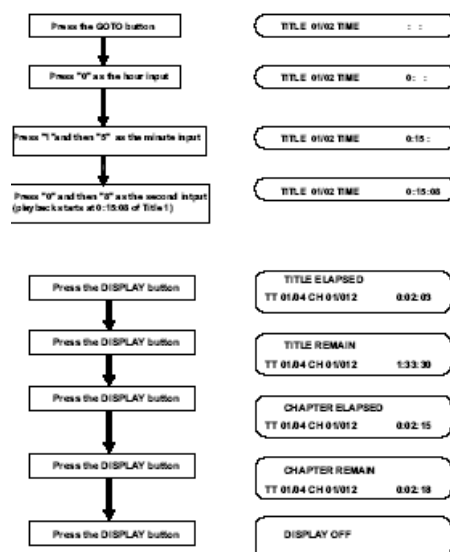 Press the GOTO button
TITLE 01/02 TIME : :
Press "0" as the hour input
TITLE 01/02 TIME 0: :
Press "1"and then "5" as the minute input
TITLE 01/02 TIME 0:15 :
Press "0" and then "8" as the second intput
(playback starts at 0:15:08 of Title 1)
TITLE 01/02 TIME 0:15:08
Press the DISPLAY button
TITLE ELAPSED
TT 01/04 CH 01/012 0:02:03
Press the DISPLAY button
TITLE REMAIN
TT 01/04 CH 01/012 1:33:30
Press the DISPLAY button
CHAPTER ELAPSED
TT 01/04 CH 01/012 0:02:15
Press the DISPLAY button
CHAPTER REMAIN
TT 01/04 CH 01/012 0:02:18
Press the DISPLAY button
DISPLAY OFF